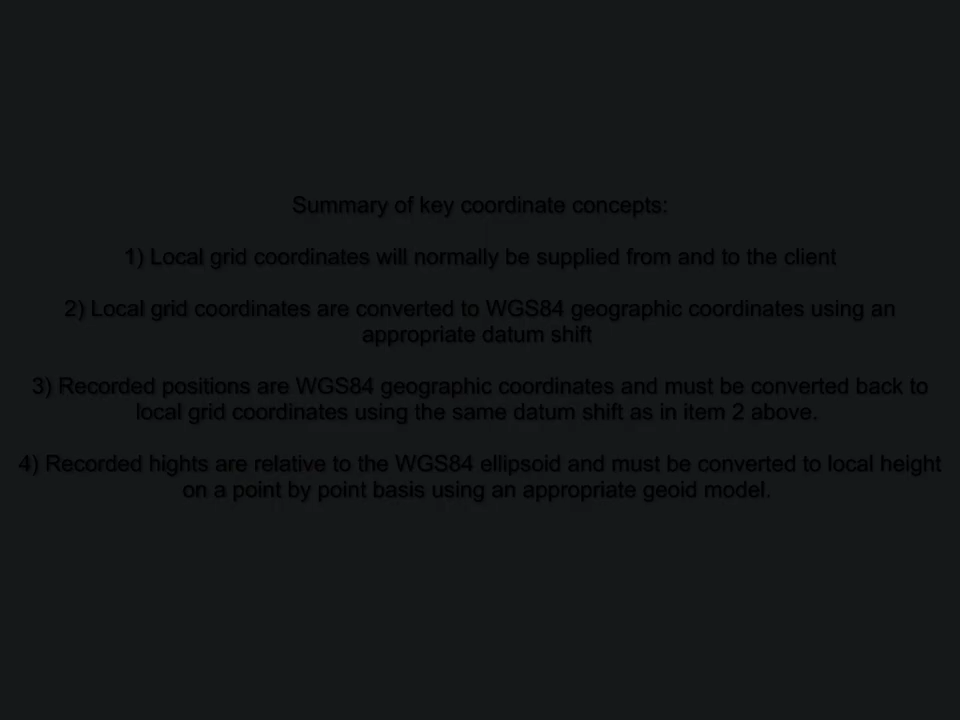 Summary of key coordinate concepts:
1) Local grid coordinates will normally be supplied from and to the client
2) Local grid coordinates are converted to WGS84 geographic coordinates using an
appropriate datum shift
3) Recorded positions are WGS84 geographic coordinates and must be converted back to
local grid coordinates using the same datum shift as in item 2 above.
4) Recorded hights are relative to the WGS84 ellipsoid and must be converted to local height
on a point by point basis using an appropriate geoid model.